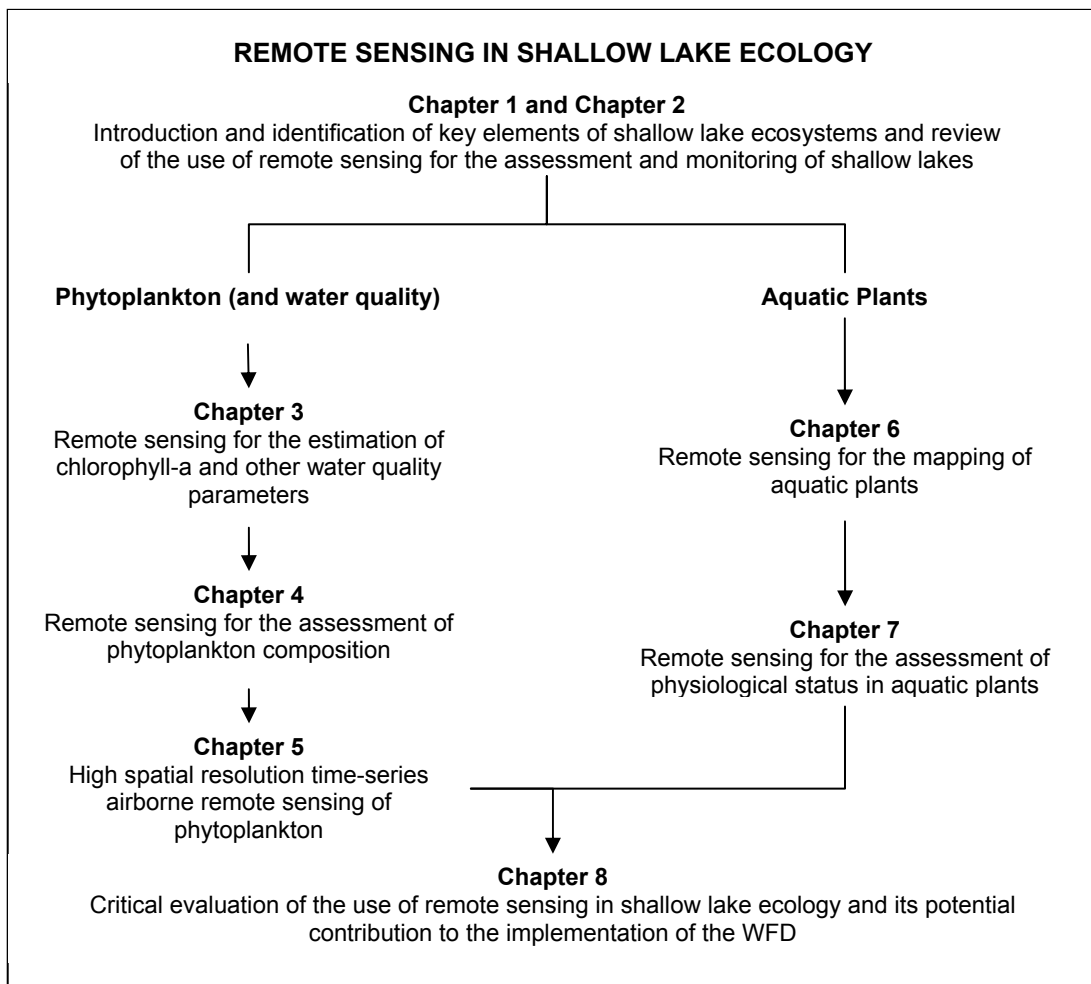 REMOTE SENSING IN SHALLOW LAKE ECOLOGY
Chapter 1 and Chapter 2
Introduction and identification of key elements of shallow lake ecosystems and review
of the use of remote sensing for the assessment and monitoring of shallow lakes
Phytoplankton (and water quality)
Chapter 3
Remote sensing for the estimation of
chlorophyll-a and other water quality
parameters
Chapter 4
Remote sensing for the assessment of
phytoplankton composition
Chapter 5
High spatial resolution time-series
airborne remote sensing of
phytoplankton
Aquatic Plants
Chapter 6
Remote sensing for the mapping of
aquatic plants
Chapter 7
Remote sensing for the assessment of
physiological status in aquatic plants
Chapter 8
Critical evaluation of the use of remote sensing in shallow lake ecology and its potential
contribution to the implementation of the WFD